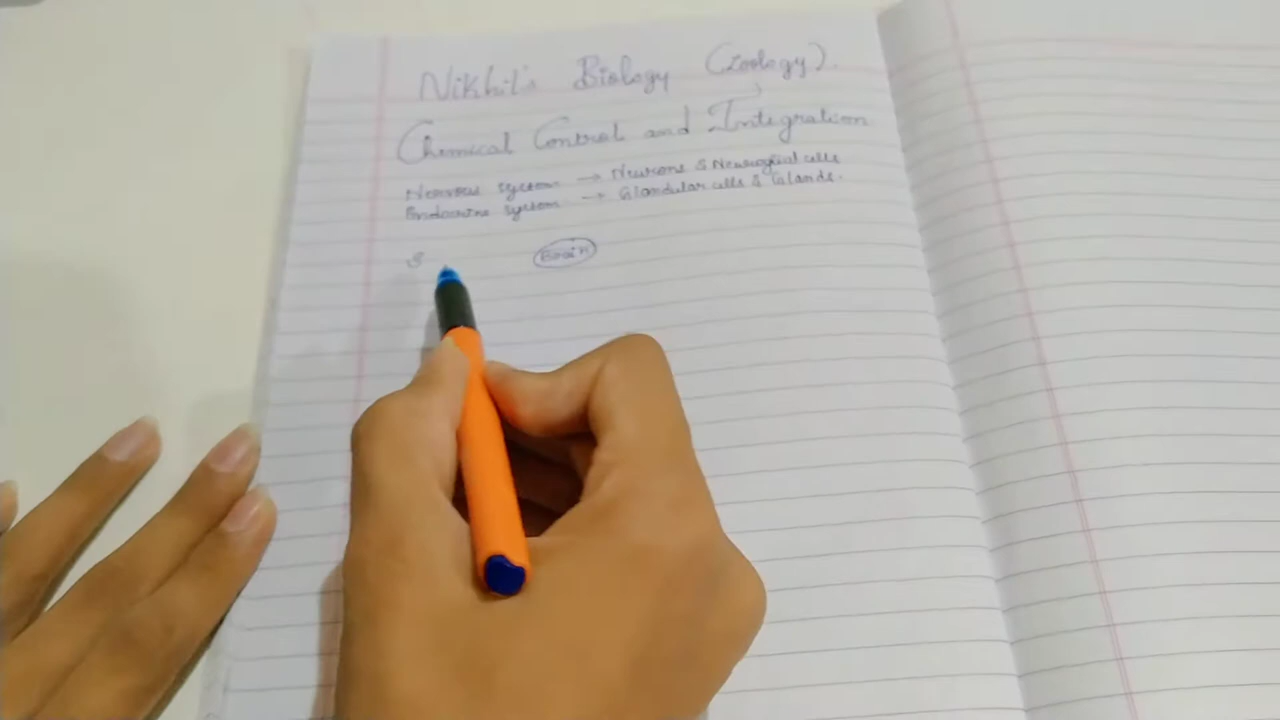 Nikhil's Biology (Zoology).
Chemical Control and Integration
Nervous system → Neurons & Neuroglial cells
Endocrine system → Glandular cells & Glands.
S Brain